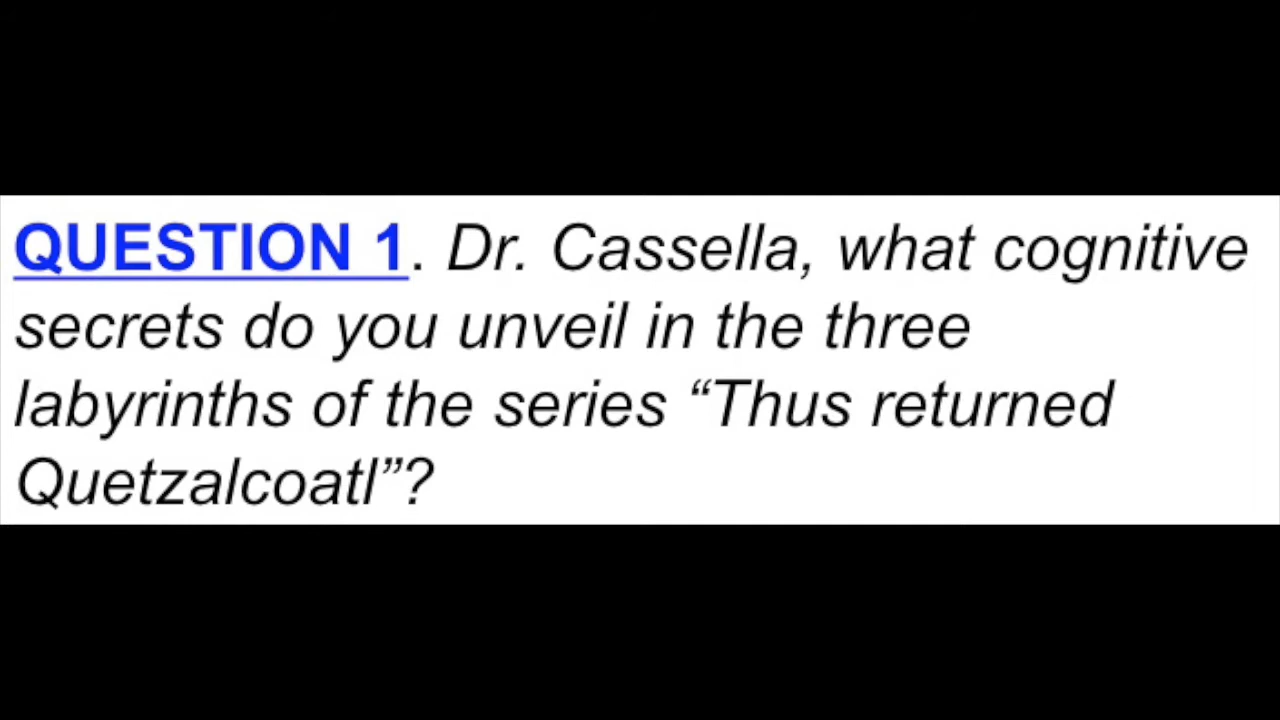 QUESTION 1. Dr. Cassella, what cognitive
secrets do you unveil in the three
labyrinths of the series “Thus returned
Quetzalcoatl”?